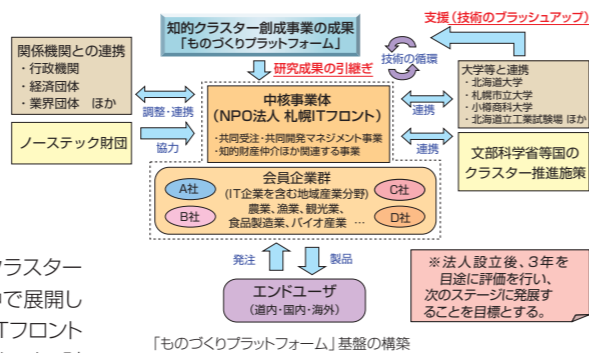 支援(技術のブラッシュアップ)
知的クラスター創成事業の成果
「ものづくりプラットフォーム」
技術の循環
研究成果の引継ぎ
関係機関との連携
・行政機関
・経済団体
・業界団体 ほか
調整・連携
ノーステック財団
協力
中核事業体
(NPO法人 札幌ITフロント)
・共同受注・共同開発マネジメント事業
・知的財産仲介ほか関連する事業
連携
連携
大学等と連携
・北海道大学
・札幌市立大学
・小樽商科大学
・北海道立工業試験場 ほか
文部科学省等国の
クラスター推進施策
会員企業群
(IT企業を含む地域産業分野)
農業、漁業、観光業、
食品製造業、バイオ産業 …
A社
B社
C社
D社
発注
製品
エンドユーザ
(道内・国内・海外)
※法人設立後、3年を
目途に評価を行い、
次のステージに発展す
ることを目標とする。
「ものづくりプラットフォーム」基盤の構築
クラスター
中で展開し
ITフロント